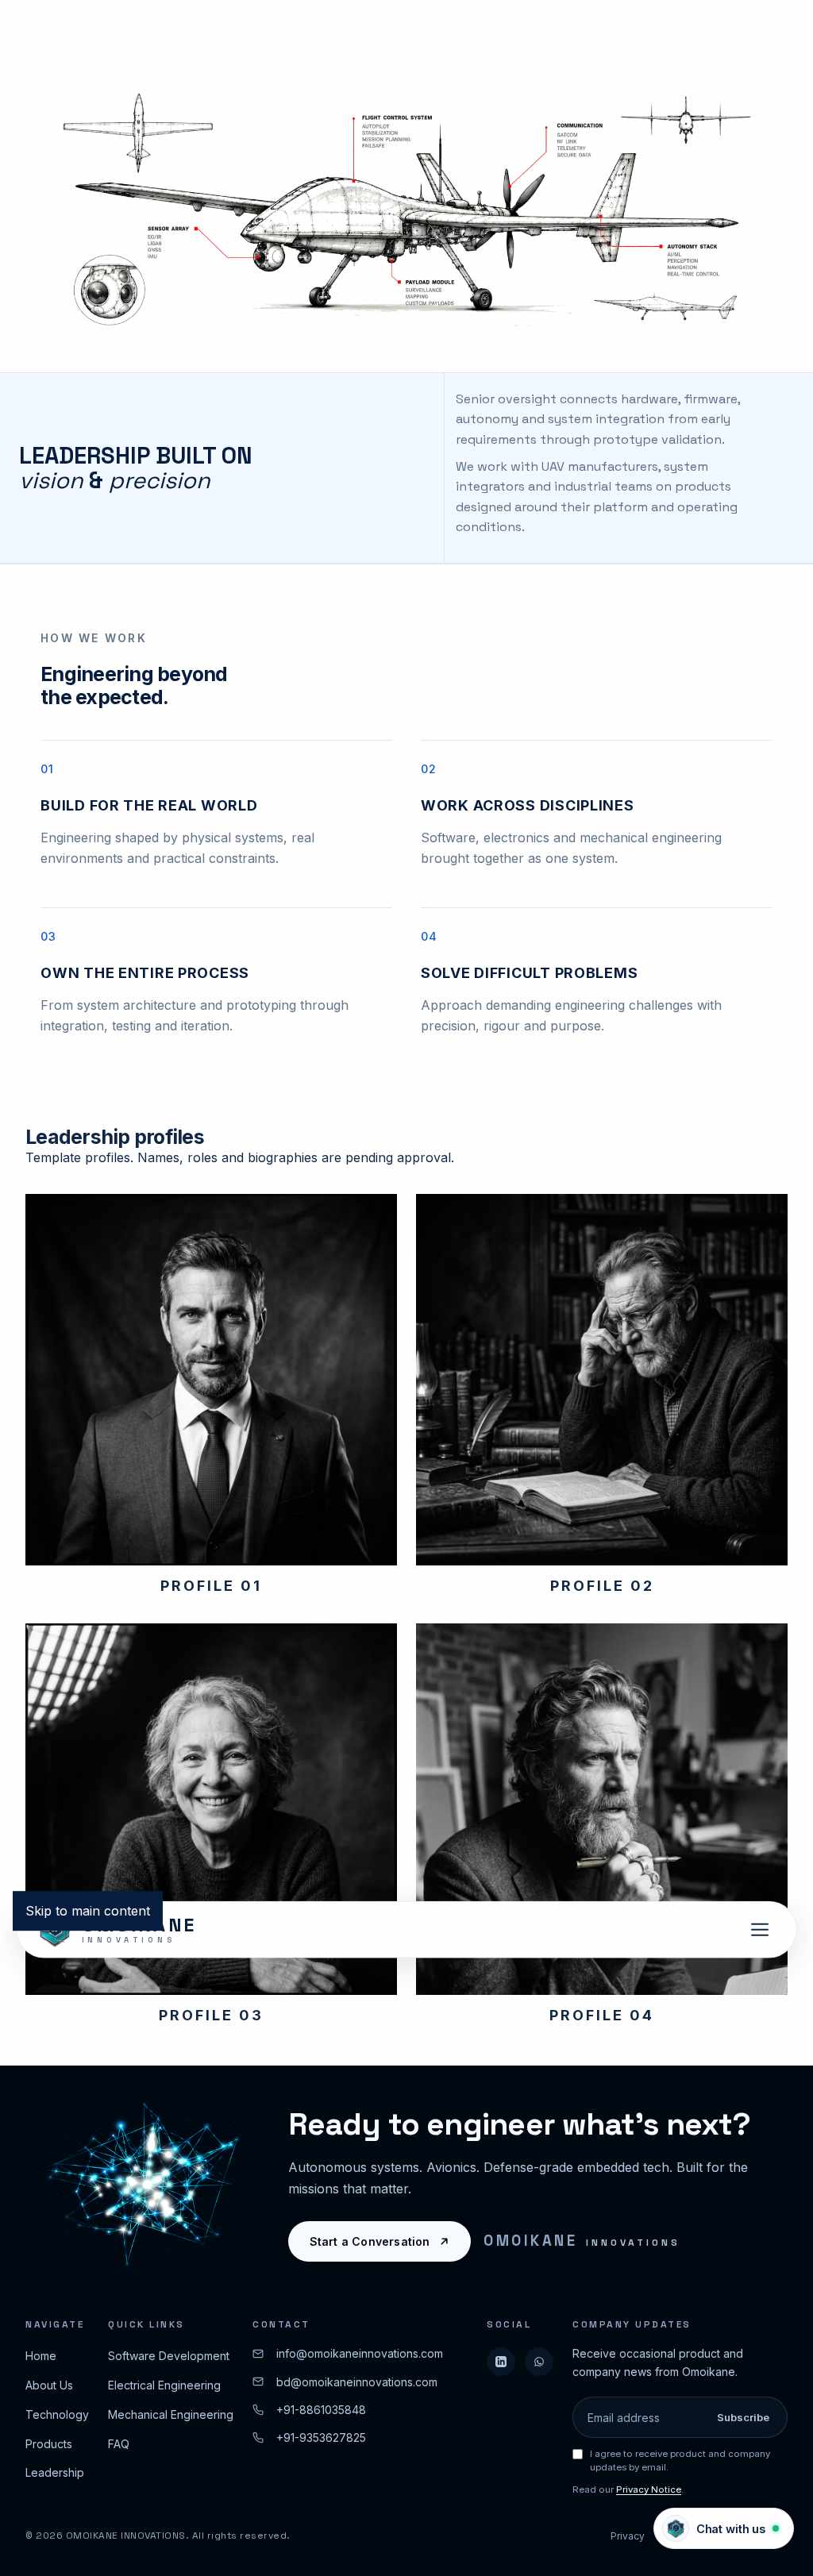 FLIGHT CONTROL SYSTEM
AUTOPILOT
STABILIZATION
MISSION PLANNING
FAILSAFE
COMMUNICATION
SATCOM
RF LINK
TELEMETRY
SECURE DATA
SENSOR ARRAY
EO/IR
LIDAR
GNSS
IMU
AUTONOMY STACK
AI/ML
PERCEPTION
NAVIGATION
REAL-TIME CONTROL
PAYLOAD MODULE
SURVEILLANCE
MAPPING
CUSTOM PAYLOADS
LEADERSHIP BUILT ON
vision & precision
Senior oversight connects hardware, firmware,
autonomy and system integration from early
requirements through prototype validation.
We work with UAV manufacturers, system
integrators and industrial teams on products
designed around their platform and operating
conditions.
HOW WE WORK
Engineering beyond
the expected.
01
BUILD FOR THE REAL WORLD
Engineering shaped by physical systems, real
environments and practical constraints.
02
WORK ACROSS DISCIPLINES
Software, electronics and mechanical engineering
brought together as one system.
03
OWN THE ENTIRE PROCESS
From system architecture and prototyping through
integration, testing and iteration.
04
SOLVE DIFFICULT PROBLEMS
Approach demanding engineering challenges with
precision, rigour and purpose.
Leadership profiles
Template profiles. Names, roles and biographies are pending approval.
PROFILE 01
PROFILE 02
Skip to main content
INNOVATIONS
PROFILE 03
PROFILE 04
Ready to engineer what's next?
Autonomous systems. Avionics. Defense-grade embedded tech. Built for the
missions that matter.
Start a Conversation
OMOIKANE INNOVATIONS
NAVIGATE
Home
About Us
Technology
Products
Leadership
QUICK LINKS
Software Development
Electrical Engineering
Mechanical Engineering
FAQ
CONTACT
info@omoikaneinnovations.com
bd@omoikaneinnovations.com
+91-8861035848
+91-9353627825
SOCIAL
COMPANY UPDATES
Receive occasional product and
company news from Omoikane.
Email address
Subscribe
I agree to receive product and company
updates by email.
Read our Privacy Notice.
© 2026 OMOIKANE INNOVATIONS. All rights reserved.
Privacy
Chat with us